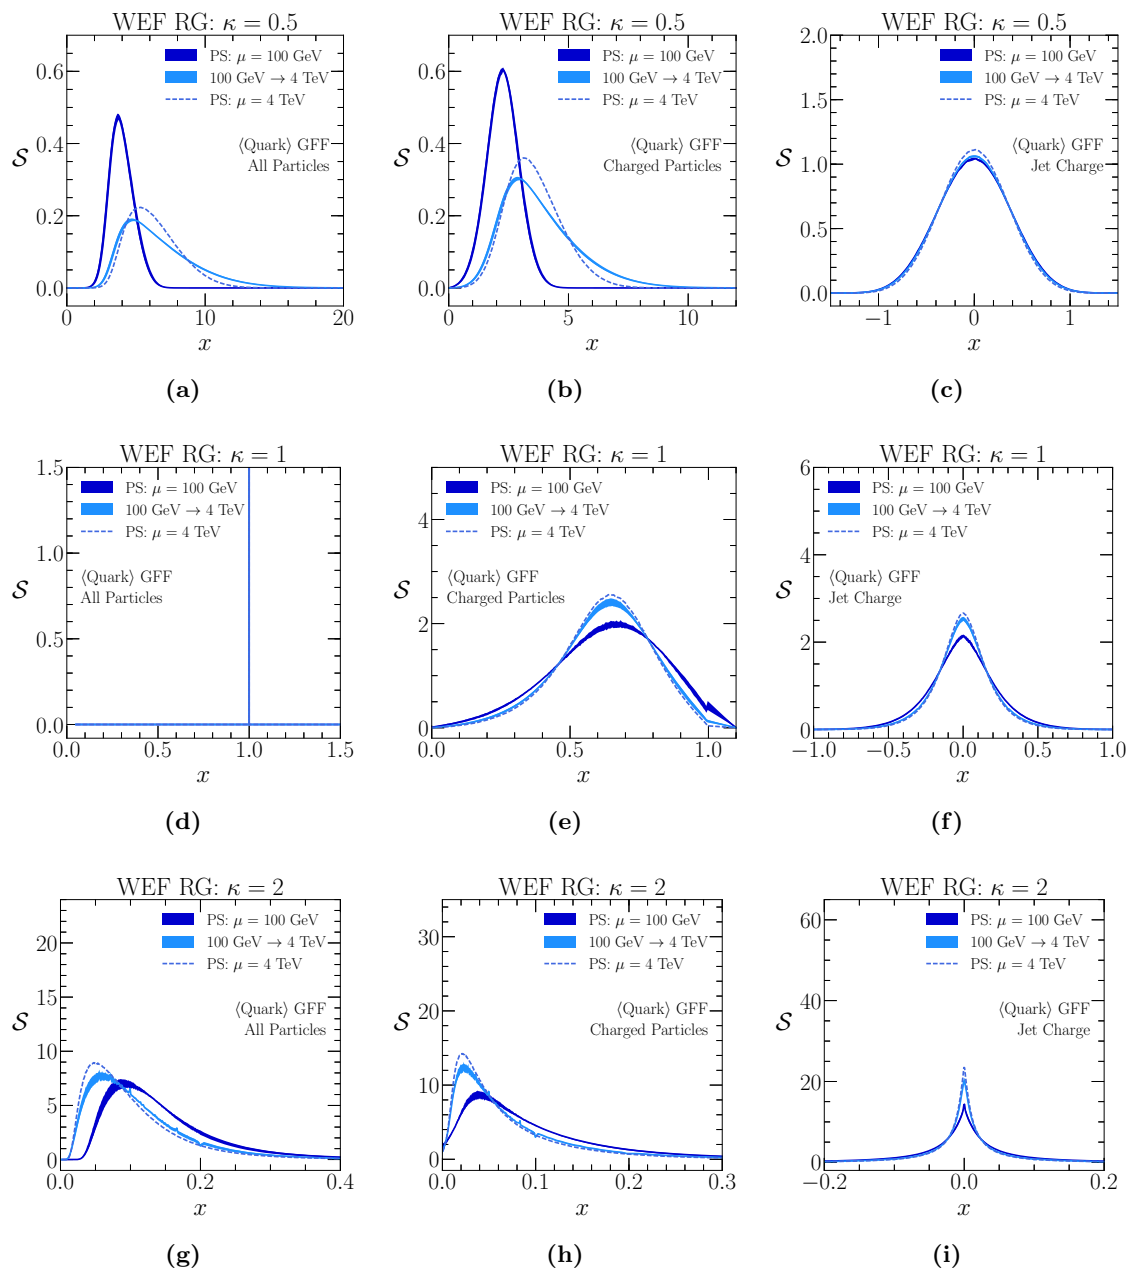 WEF RG: κ = 0.5
PS: μ = 100 GeV
100 GeV → 4 TeV
PS: μ = 4 TeV
⟨Quark⟩ GFF
All Particles
0.6
0.4
0.2
0.0
S
0 10 20
x
(a)
WEF RG: κ = 0.5
PS: μ = 100 GeV
100 GeV → 4 TeV
PS: μ = 4 TeV
⟨Quark⟩ GFF
Charged Particles
0.6
0.4
0.2
0.0
S
0 5 10
x
(b)
WEF RG: κ = 0.5
PS: μ = 100 GeV
100 GeV → 4 TeV
PS: μ = 4 TeV
⟨Quark⟩ GFF
Jet Charge
2.0
1.5
1.0
0.5
0.0
S
−1 0 1
x
(c)
WEF RG: κ = 1
PS: μ = 100 GeV
100 GeV → 4 TeV
PS: μ = 4 TeV
⟨Quark⟩ GFF
All Particles
1.5
1.0
0.5
0.0
S
0.0 0.5 1.0 1.5
x
(d)
WEF RG: κ = 1
PS: μ = 100 GeV
100 GeV → 4 TeV
PS: μ = 4 TeV
⟨Quark⟩ GFF
Charged Particles
4
2
0
S
0.0 0.5 1.0
x
(e)
WEF RG: κ = 1
PS: μ = 100 GeV
100 GeV → 4 TeV
PS: μ = 4 TeV
⟨Quark⟩ GFF
Jet Charge
6
4
2
0
S
−1.0 −0.5 0.0 0.5 1.0
x
(f)
WEF RG: κ = 2
PS: μ = 100 GeV
100 GeV → 4 TeV
PS: μ = 4 TeV
⟨Quark⟩ GFF
All Particles
20
15
10
5
0
S
0.0 0.2 0.4
x
(g)
WEF RG: κ = 2
PS: μ = 100 GeV
100 GeV → 4 TeV
PS: μ = 4 TeV
⟨Quark⟩ GFF
Charged Particles
30
20
10
0
S
0.0 0.1 0.2 0.3
x
(h)
WEF RG: κ = 2
PS: μ = 100 GeV
100 GeV → 4 TeV
PS: μ = 4 TeV
⟨Quark⟩ GFF
Jet Charge
60
40
20
0
S
−0.2 0.0 0.2
x
(i)